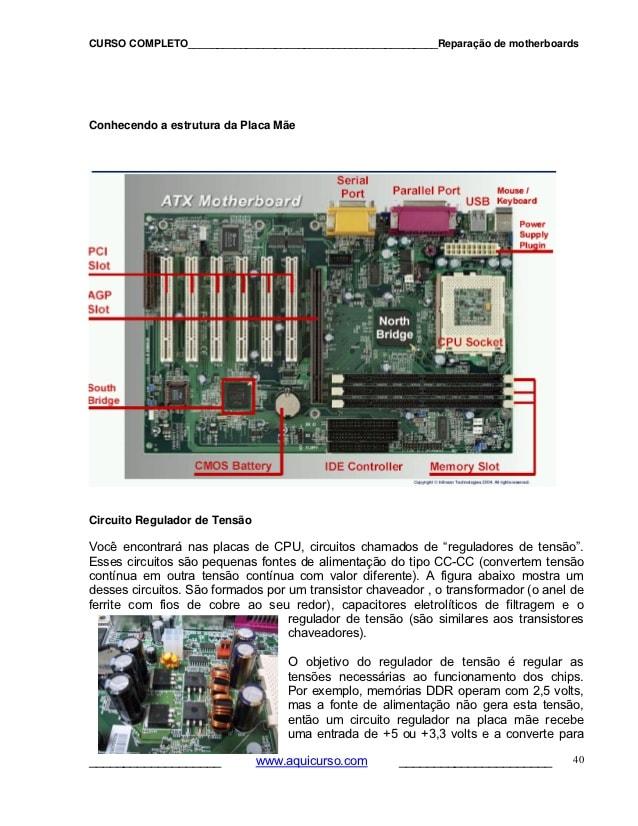 CURSO COMPLETO__________________________________________Reparação de motherboards
Conhecendo a estrutura da Placa Mãe
ATX Motherboard
Serial
Port
Parallel Port
USB
Mouse /
Keyboard
Power
Supply
Plugin
PCI
Slot
AGP
Slot
North
Bridge
CPU Socket
South
Bridge
CMOS Battery
IDE Controller
Memory Slot
Copyright © Infineon Technologies 2004. All rights reserved.
Circuito Regulador de Tensão
Você encontrará nas placas de CPU, circuitos chamados de “reguladores de tensão”.
Esses circuitos são pequenas fontes de alimentação do tipo CC-CC (convertem tensão
contínua em outra tensão contínua com valor diferente). A figura abaixo mostra um
desses circuitos. São formados por um transistor chaveador , o transformador (o anel de
ferrite com fios de cobre ao seu redor), capacitores eletrolíticos de filtragem e o
regulador de tensão (são similares aos transistores
chaveadores).
O objetivo do regulador de tensão é regular as
tensões necessárias ao funcionamento dos chips.
Por exemplo, memórias DDR operam com 2,5 volts,
mas a fonte de alimentação não gera esta tensão,
então um circuito regulador na placa mãe recebe
uma entrada de +5 ou +3,3 volts e a converte para
___________________ www.aquicurso.com ______________________ 40